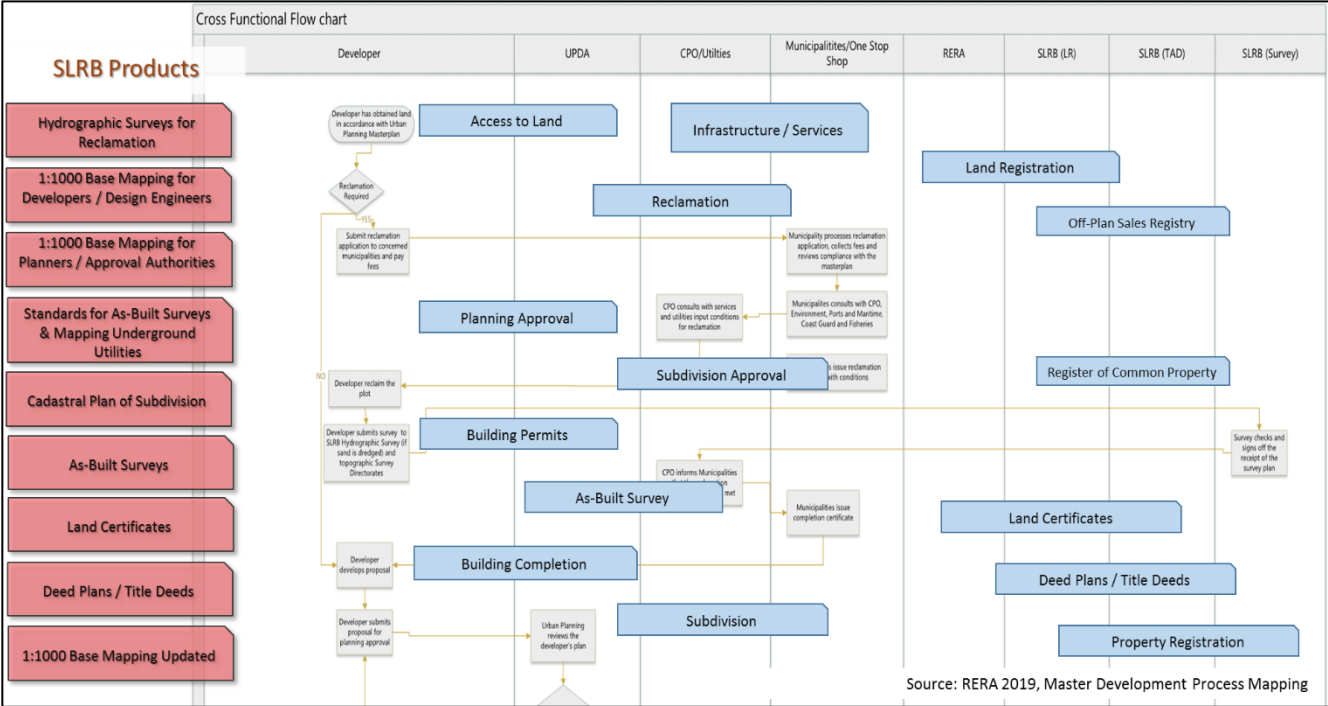 Cross Functional Flow chart
SLRB Products
Developer
UPDA
CPO/Utilties
Municipalitites/One Stop
Shop
RERA
SLRB (LR)
SLRB (TAD)
SLRB (Survey)
Hydrographic Surveys for
Reclamation
1:1000 Base Mapping for
Developers / Design Engineers
1:1000 Base Mapping for
Planners / Approval Authorities
Standards for As-Built Surveys
& Mapping Underground
Utilities
Cadastral Plan of Subdivision
As-Built Surveys
Land Certificates
Deed Plans / Title Deeds
1:1000 Base Mapping Updated
Developer has obtained land
in accordance with Urban
Planning Masterplan
Access to Land
Infrastructure / Services
Land Registration
Reclamation
Required
Reclamation
YES
Off-Plan Sales Registry
Submit reclamation
application to concerned
municipalities and pay
fees
Municipality processes reclamation
application, collects fees and
reviews compliance with the
masterplan
CPO consults with services
and utilities input conditions
for reclamation
Municipalites consults with CPO,
Environment, Ports and Maritime,
Coast Guard and Fisheries
Planning Approval
Subdivision Approval
issue reclamation
with conditions
Register of Common Property
NO
Developer reclaim the
plot
Developer submits survey to
SLRB Hydrographic Survey (if
sand is dredged) and
topographic Survey
Directorates
Building Permits
Survey checks and
signs off the
receipt of the
survey plan
CPO informs Municipalities
met
As-Built Survey
Municipalities issue
completion certificate
Land Certificates
Developer
develops proposal
Building Completion
Deed Plans / Title Deeds
Developer submits
proposal for
planning approval
Urban Planning
reviews the
developer's plan
Subdivision
Property Registration
Source: RERA 2019, Master Development Process Mapping